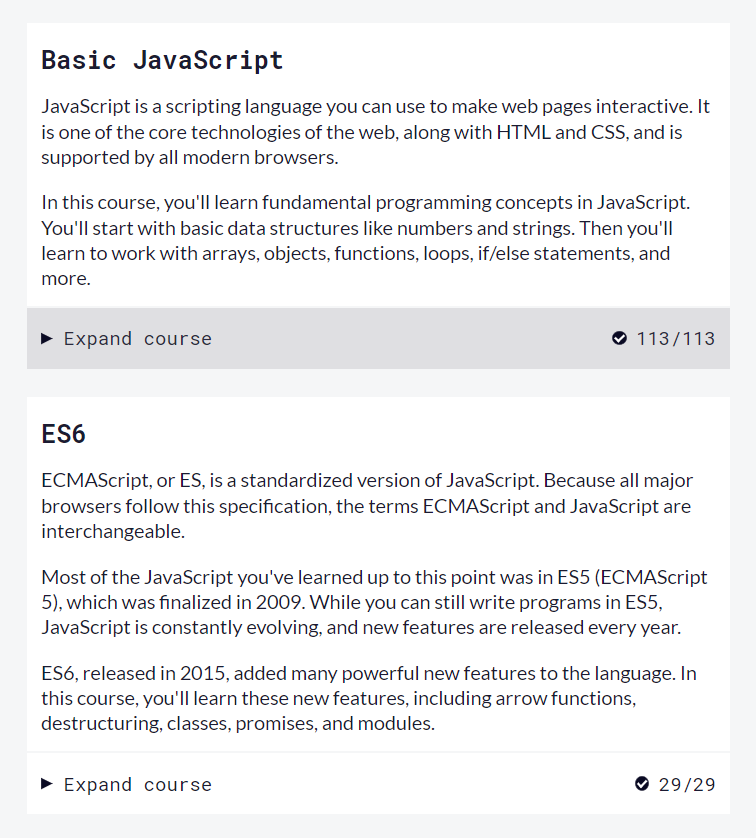 Basic JavaScript
JavaScript is a scripting language you can use to make web pages interactive. It
is one of the core technologies of the web, along with HTML and CSS, and is
supported by all modern browsers.
In this course, you'll learn fundamental programming concepts in JavaScript.
You'll start with basic data structures like numbers and strings. Then you'll
learn to work with arrays, objects, functions, loops, if/else statements, and
more.
Expand course 113/113
ES6
ECMAScript, or ES, is a standardized version of JavaScript. Because all major
browsers follow this specification, the terms ECMAScript and JavaScript are
interchangeable.
Most of the JavaScript you've learned up to this point was in ES5 (ECMAScript
5), which was finalized in 2009. While you can still write programs in ES5,
JavaScript is constantly evolving, and new features are released every year.
ES6, released in 2015, added many powerful new features to the language. In
this course, you'll learn these new features, including arrow functions,
destructuring, classes, promises, and modules.
Expand course 29/29